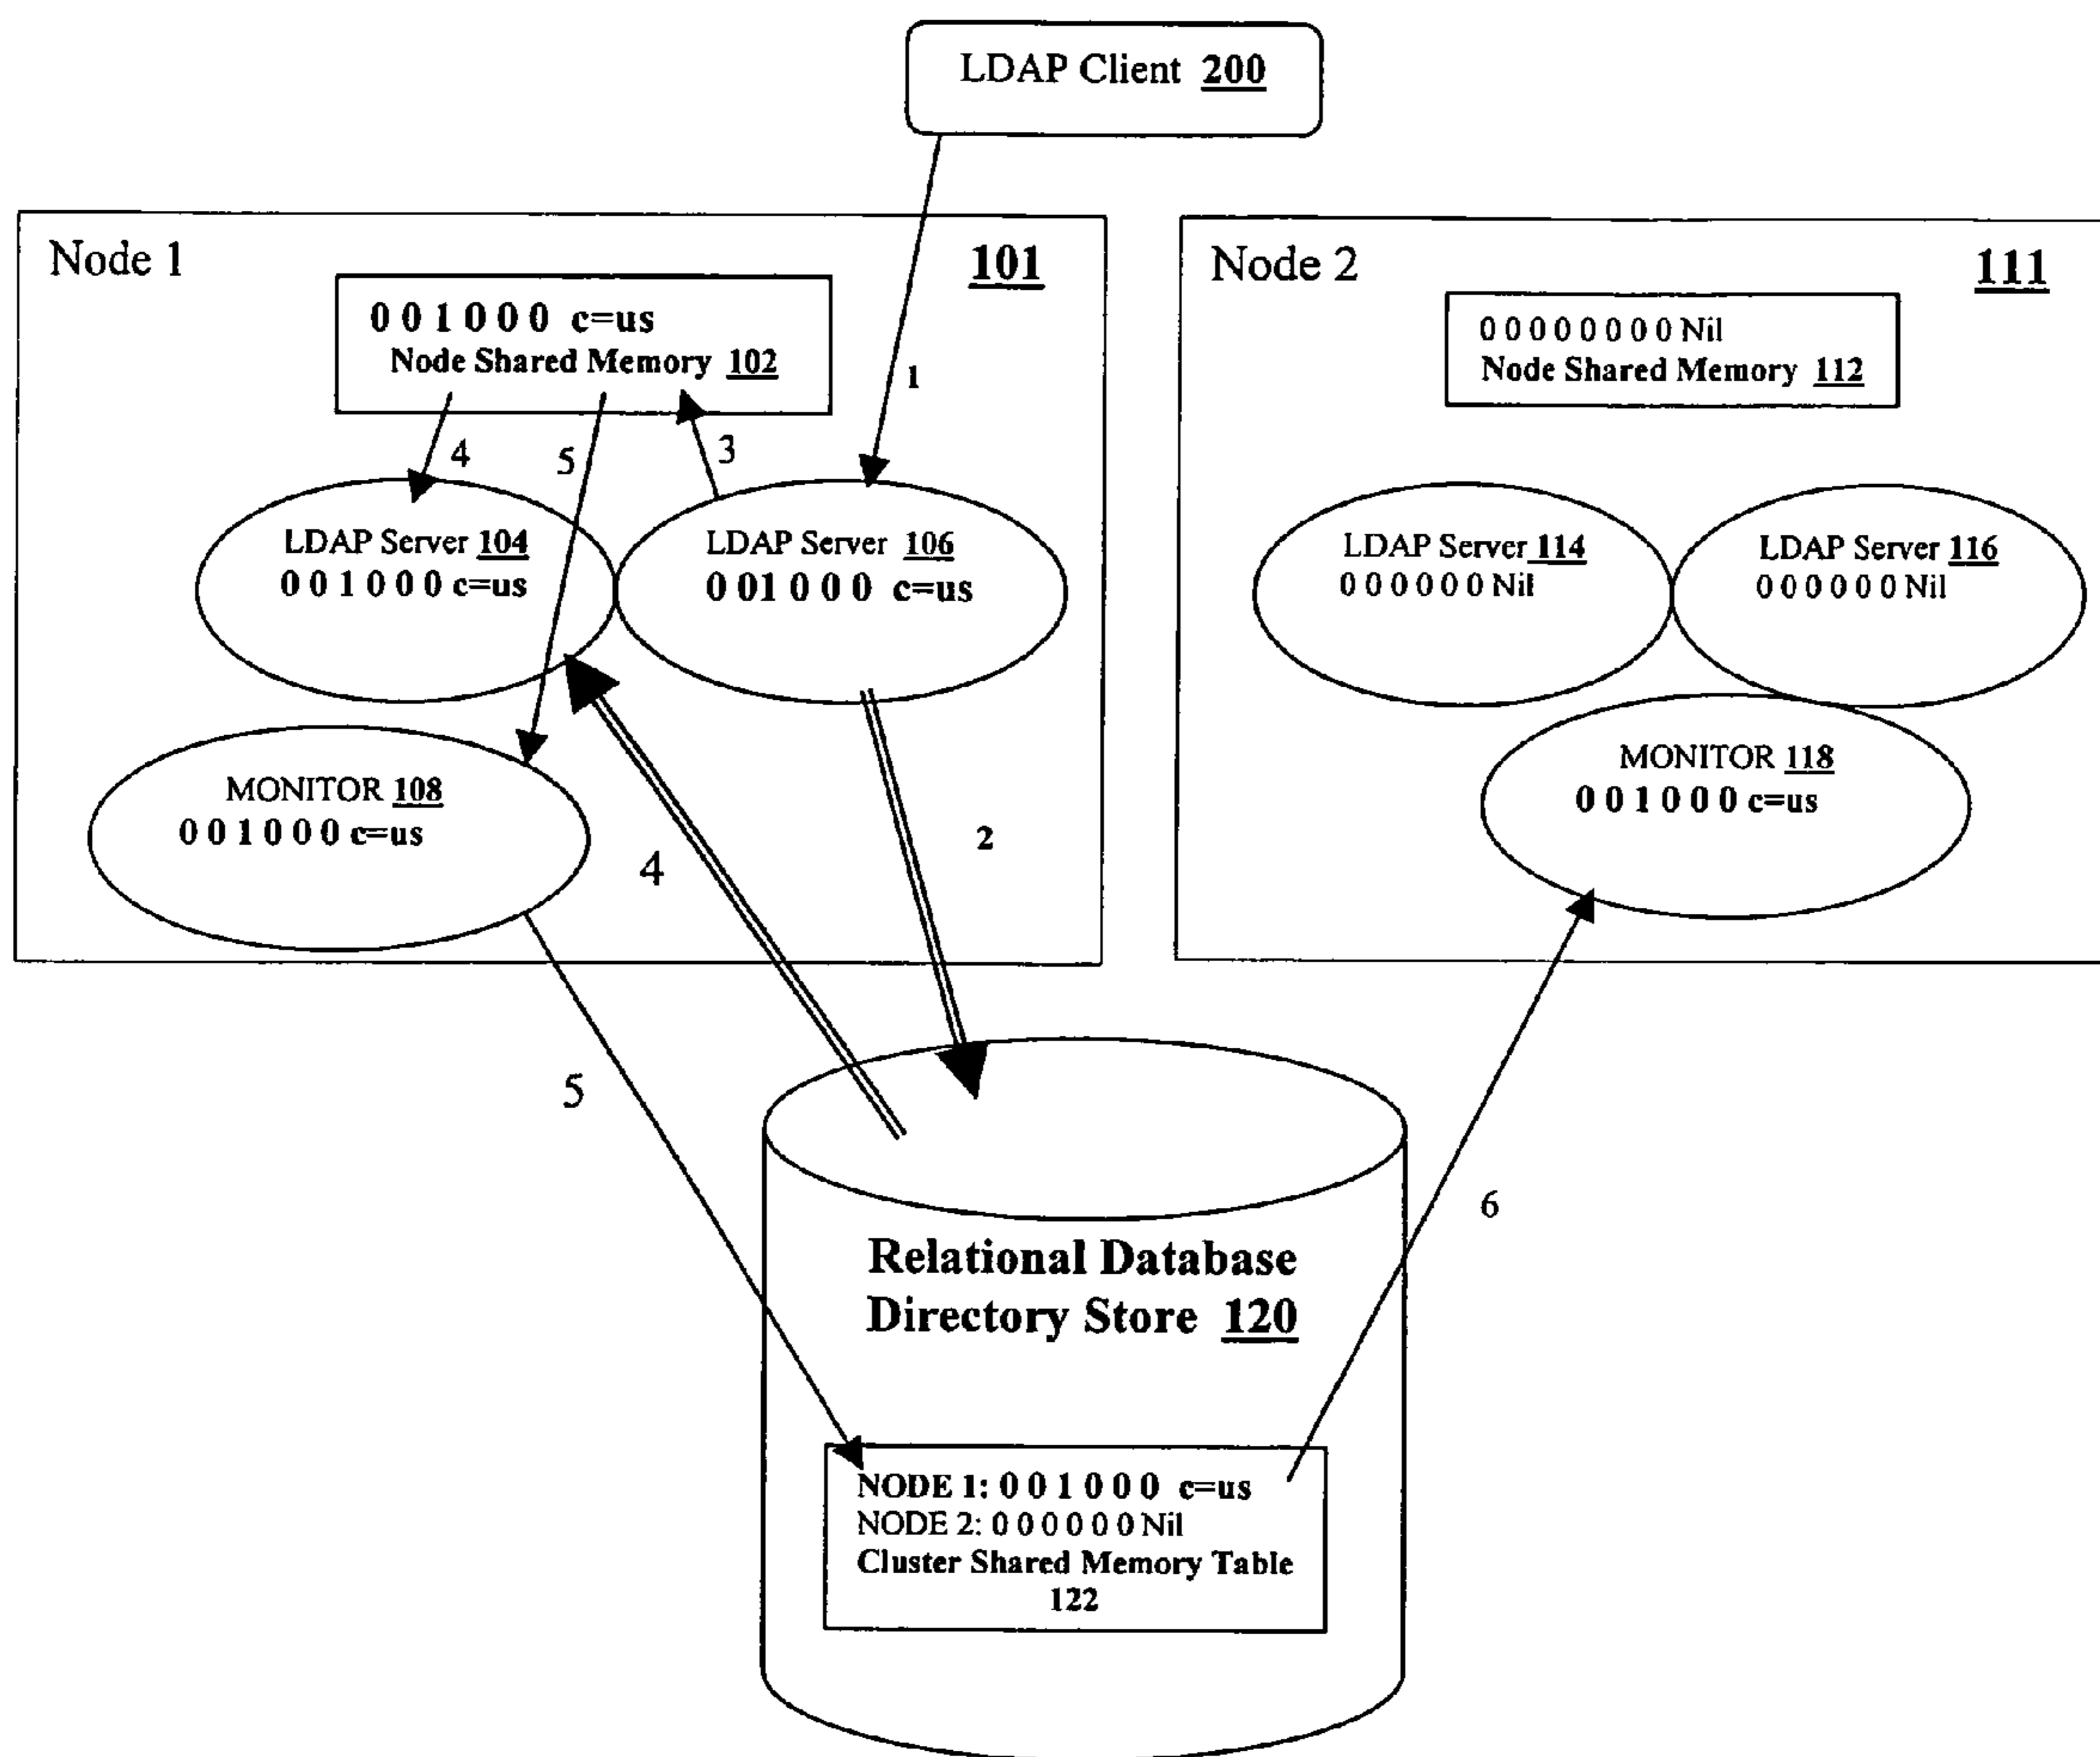 LDAP Client 200
Node 1
101
0 0 1 0 0 0 c=us
Node Shared Memory 102
1
4
5
3
LDAP Server 104
0 0 1 0 0 0 c=us
LDAP Server 106
0 01 0 0 0 c=us
MONITOR 108
0 0 1 0 0 0 c=us
4
2
5
Node 2
111
0 0 0 0 0 0 0 0 Nil
Node Shared Memory 112
LDAP Server 114
0 0 0 0 0 0 Nil
LDAP Server 116
0 0 0 0 0 0 Nil
MONITOR 118
0 0 1 0 0 0 c=us
6
Relational Database
Directory Store 120
NODE 1: 0 0 1 0 0 0 c=us
NODE 2: 0 0 0 0 0 0 Nil
Cluster Shared Memory Table
122